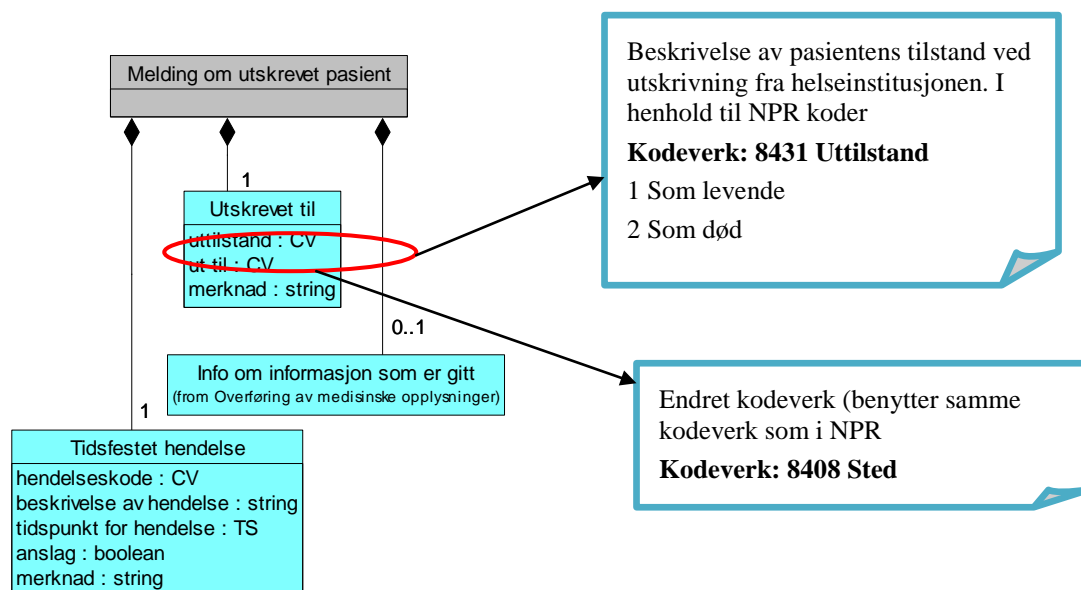 Melding om utskrevet pasient
1
Utskrevet til
uttilstand : CV
ut til : CV
merknad : string
0..1
Info om informasjon som er gitt
(from Overføring av medisinske opplysninger)
1
Tidsfestet hendelse
hendelseskode : CV
beskrivelse av hendelse : string
tidspunkt for hendelse : TS
anslag : boolean
merknad : string
Beskrivelse av pasientens tilstand ved
utskrivning fra helseinstitusjonen. I
henhold til NPR koder
Kodeverk: 8431 Uttilstand
1 Som levende
2 Som død
Endret kodeverk (benytter samme
kodeverk som i NPR
Kodeverk: 8408 Sted